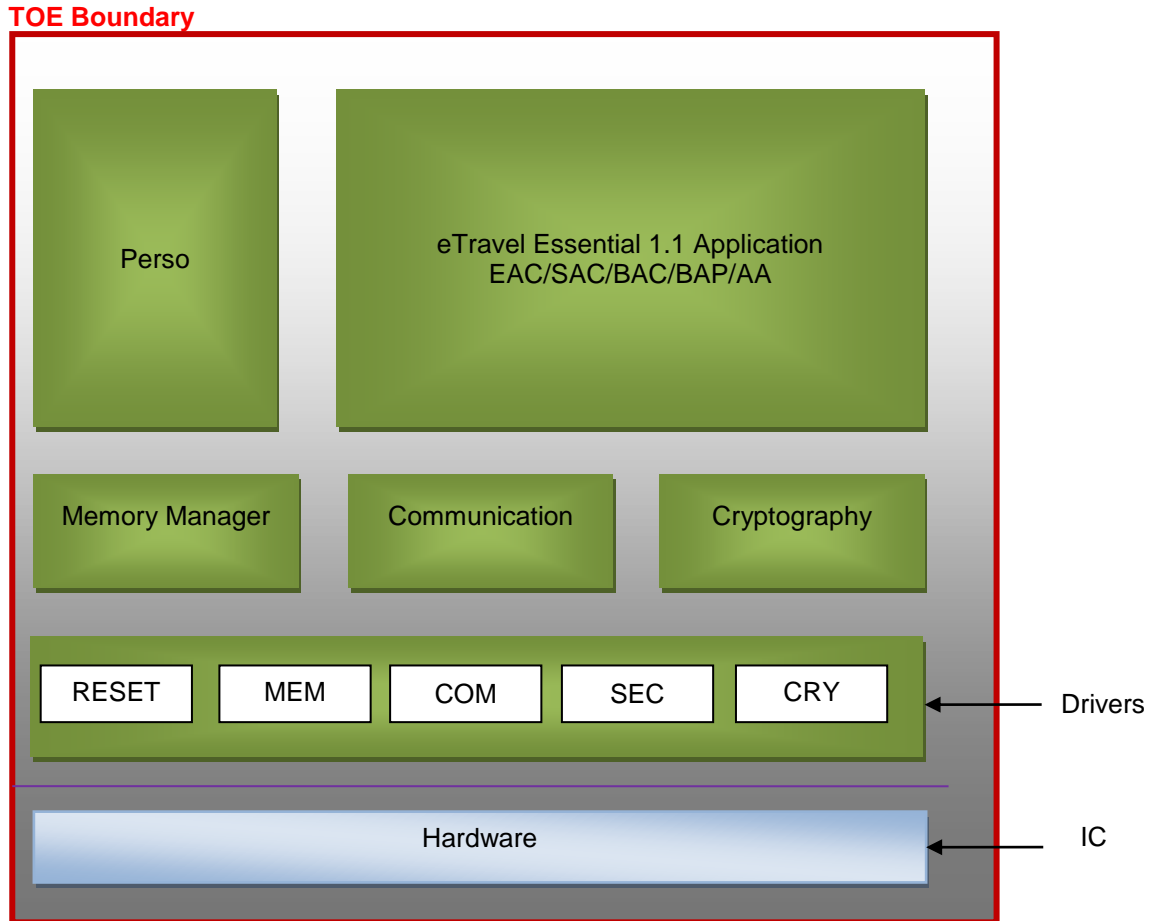 TOE Boundary
Perso
eTravel Essential 1.1 Application
EAC/SAC/BAC/BAP/AA
Memory Manager
Communication
Cryptography
RESET
MEM
COM
SEC
CRY
Drivers
Hardware
IC